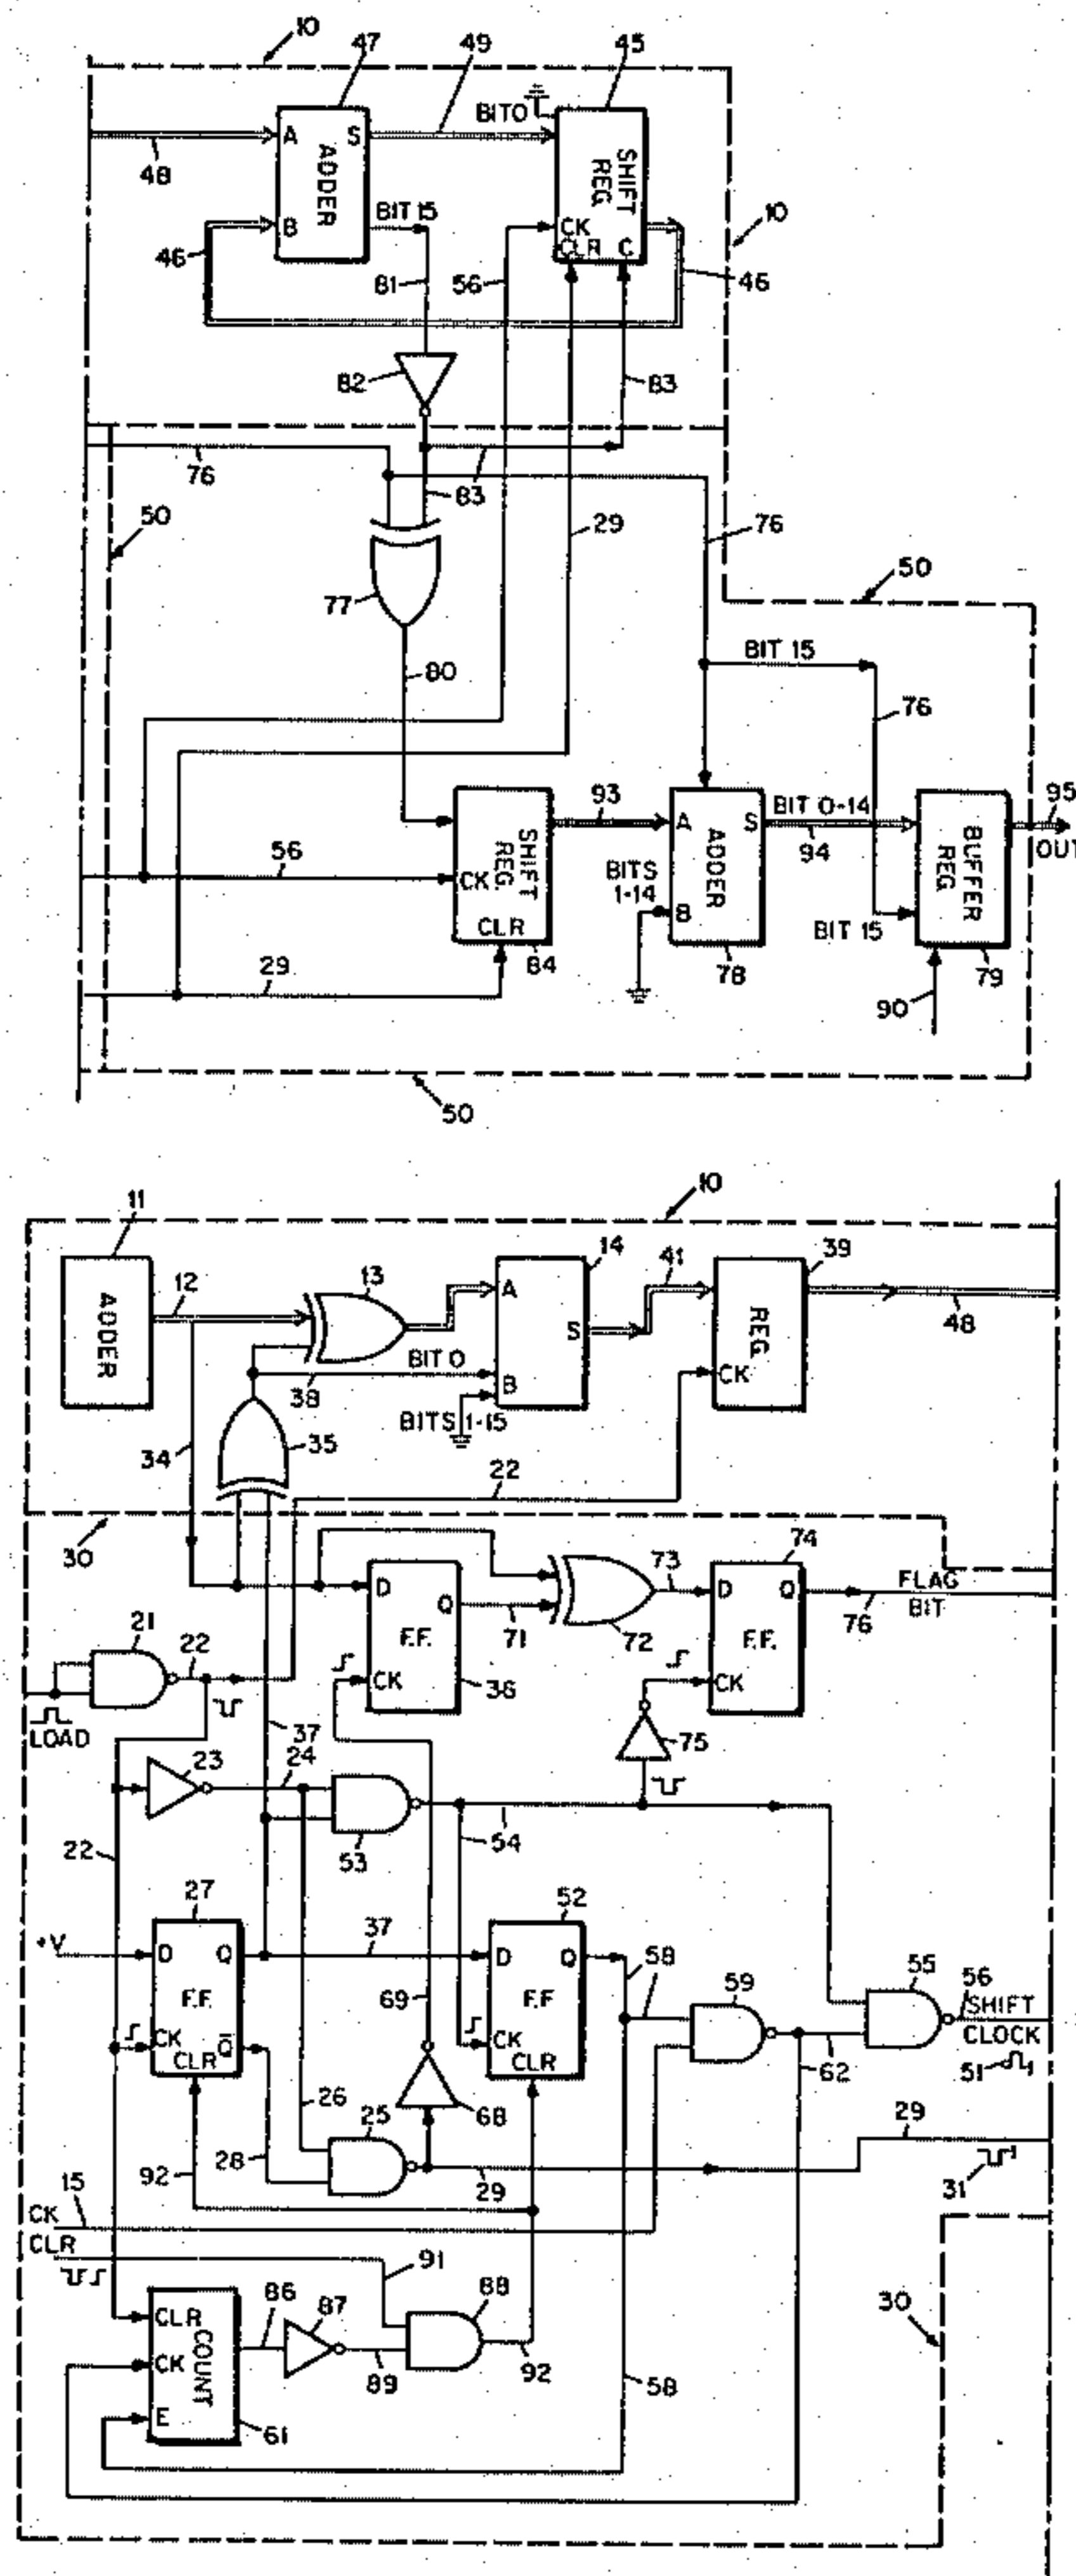 10
47
49
45
BIT 0
A
S
ADDER
SHIFT
REG.
48
BIT 15
B
CK
CLR
C
10
46
81
56
46
82
83
76
83
50
29
76
50
77
BIT 15
80
76
93
BIT 0-14
95
A
S
94
OUT
SHIFT
REG.
ADDER
BUFFER
REG.
56
BITS
1-14
CK
B
BIT 15
CLR
84
78
79
29
90
50
10
11
14
41
39
12
13
A
ADDER
S
REG.
48
BIT 0
38
B
CK
BITS 1-15
35
34
22
30
74
D
73
D
Q
FLAG
BIT
Q
76
21
F.F.
71
72
F.F.
22
CK
36
CK
LOAD
37
75
23
24
53
54
22
27
52
+V
D
Q
37
D
Q
58
55
56
F.F.
F.F
59
SHIFT
CLOCK
69
CK
CK
CLR
Q
CLR
62
51
26
68
25
29
28
92
15
29
31
CK
CLR
91
86
87
88
30
CLR
COUNT
CK
89
92
58
E
61